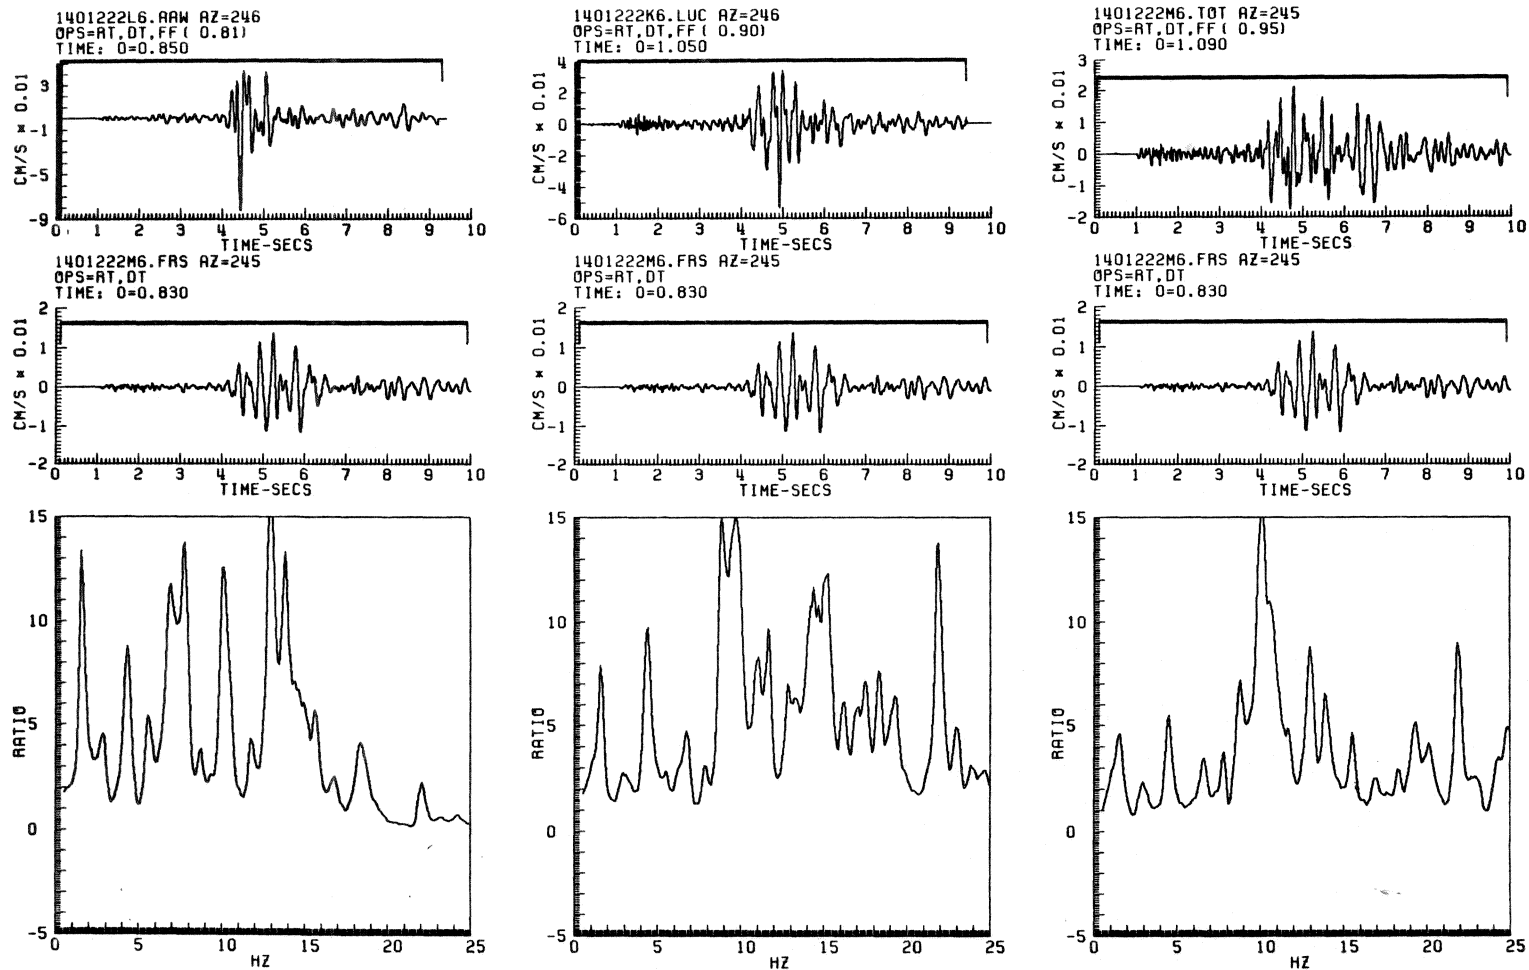 1401222L6.RAW AZ=246
OPS=RT,DT,FF( 0.81)
TIME: 0=0.850
CM/S * 0.01
3
-1
-5
-9
0 1 2 3 4 5 6 7 8 9 10
TIME-SECS
1401222K6.LUC AZ=246
OPS=RT,DT,FF( 0.90)
TIME: 0=1.050
CM/S * 0.01
4
2
0
-2
-4
-6
0 1 2 3 4 5 6 7 8 9 10
TIME-SECS
1401222M6.TOT AZ=245
OPS=RT,DT,FF( 0.95)
TIME: 0=1.090
CM/S * 0.01
3
2
1
0
-1
-2
0 1 2 3 4 5 6 7 8 9 10
TIME-SECS
1401222M6.FRS AZ=245
OPS=RT,DT
TIME: 0=0.830
CM/S * 0.01
2
1
0
-1
-2
0 1 2 3 4 5 6 7 8 9 10
TIME-SECS
1401222M6.FRS AZ=245
OPS=RT,DT
TIME: 0=0.830
CM/S * 0.01
2
1
0
-1
-2
0 1 2 3 4 5 6 7 8 9 10
TIME-SECS
1401222M6.FRS AZ=245
OPS=RT,DT
TIME: 0=0.830
CM/S * 0.01
2
1
0
-1
-2
0 1 2 3 4 5 6 7 8 9 10
TIME-SECS
RATIO
15
10
5
0
-5
0 5 10 15 20 25
HZ
RATIO
15
10
5
0
-5
0 5 10 15 20 25
HZ
RATIO
15
10
5
0
-5
0 5 10 15 20 25
HZ